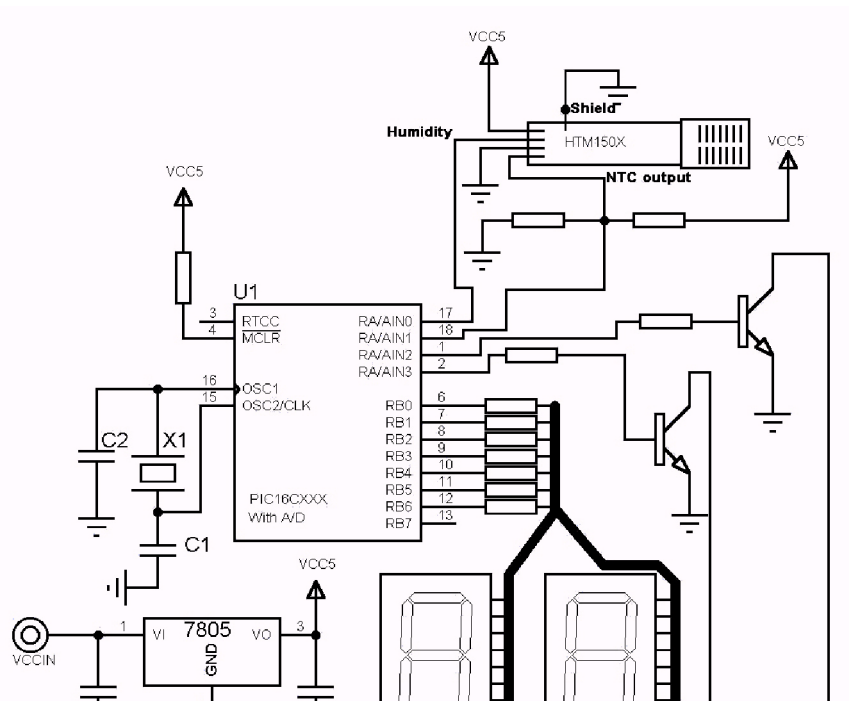 VCC5
Shield
Humidity
HTM150X
VCC5
NTC output
VCC5
U1
3 RTCC RA/AIN0 17
4 MCLR RA/AIN1 18
RA/AIN2 1
RA/AIN3 2
16 OSC1
15 OSC2/CLK RB0 6
RB1 7
C2 X1 RB2 8
RB3 9
RB4 10
RB5 11
PIC16CXXX RB6 12
With A/D RB7 13
C1
VCC5
1 VI 7805 VO 3
GND
VCCIN